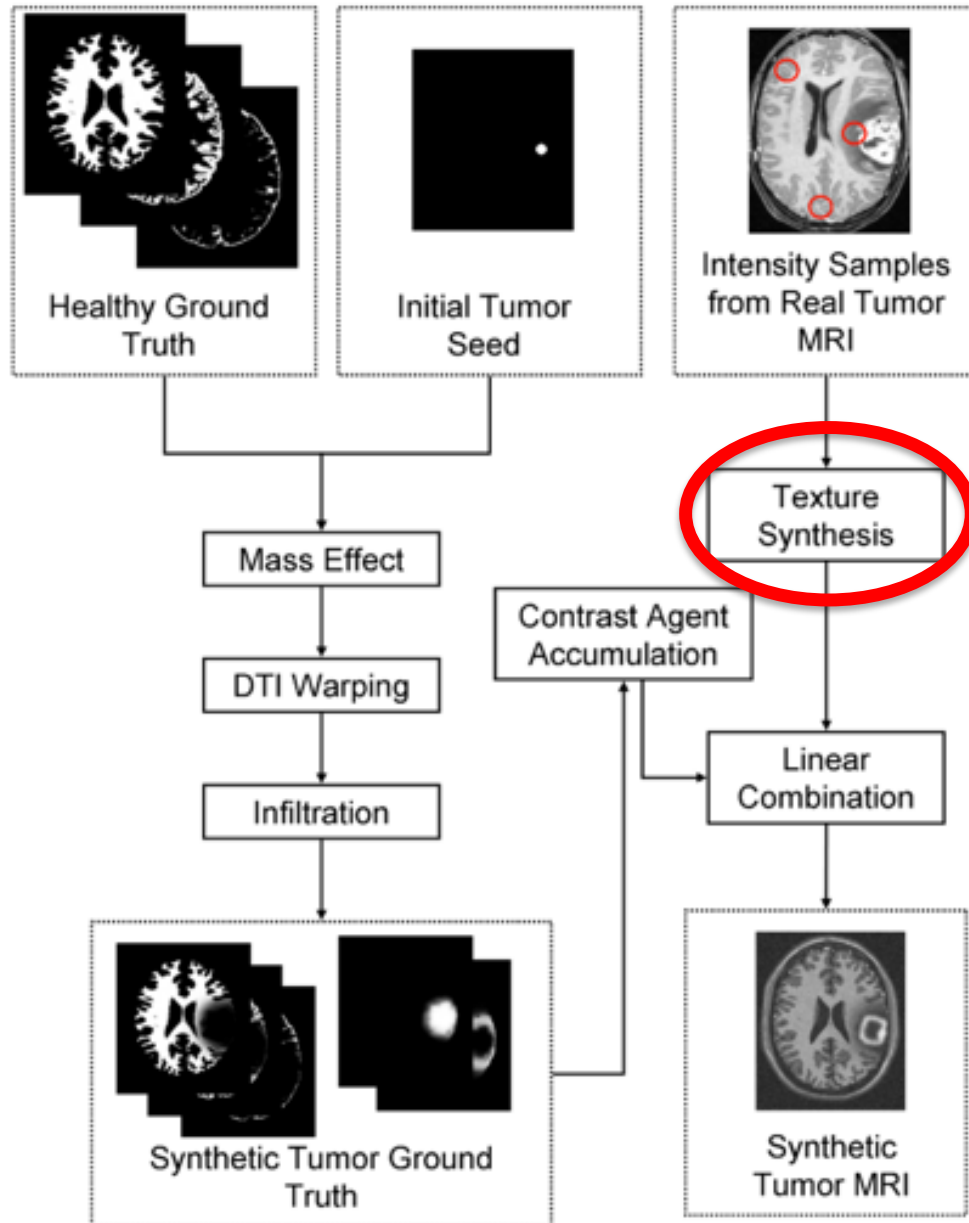 Healthy Ground
Truth
Initial Tumor
Seed
Intensity Samples
from Real Tumor
MRI
Mass Effect
DTI Warping
Infiltration
Texture
Synthesis
Contrast Agent
Accumulation
Linear
Combination
Synthetic Tumor Ground
Truth
Synthetic
Tumor MRI